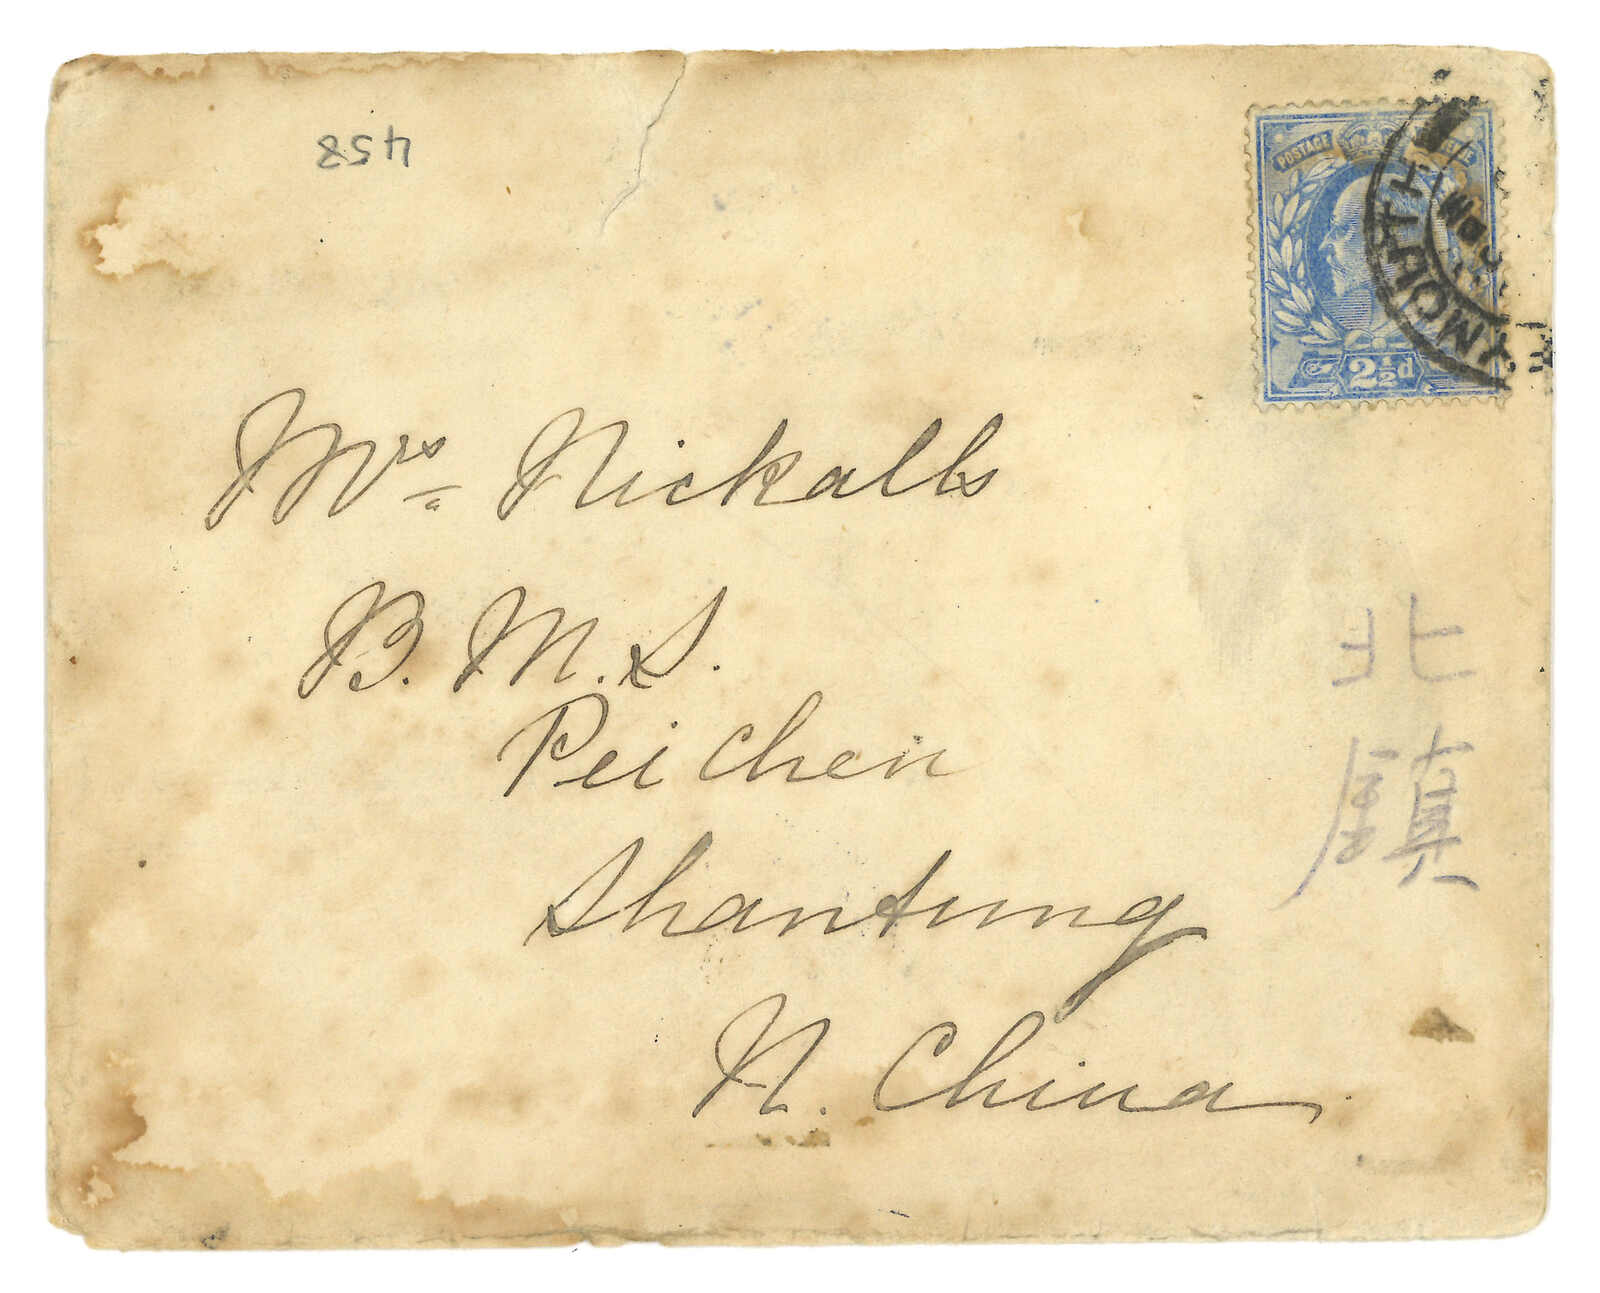 458
POSTAGE
2½d
Mrs Nickalls
B. M. S.
Pei Chen
Shantung
N. China
北
鎮